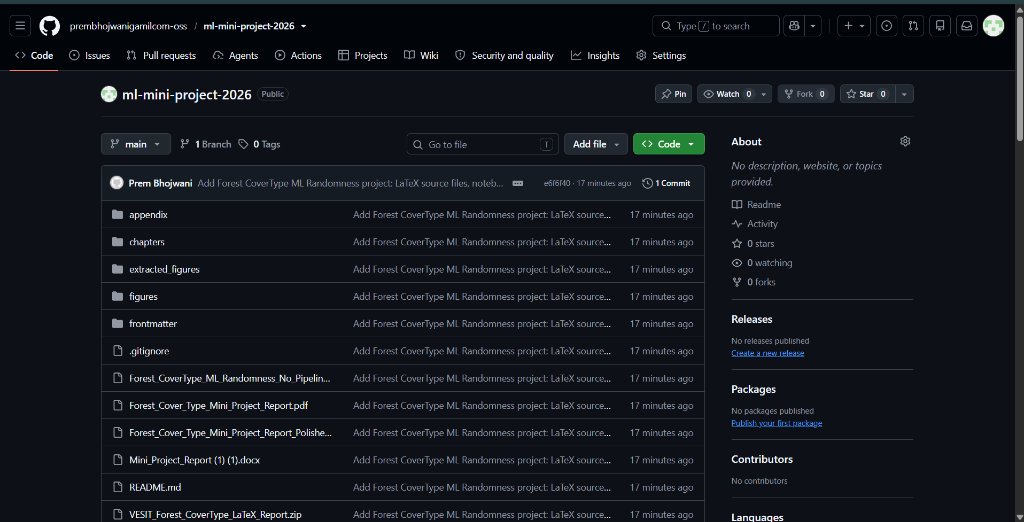 prembhojwanigamilcom-oss / ml-mini-project-2026
Type / to search
Code Issues Pull requests Agents Actions Projects Wiki Security and quality Insights Settings
ml-mini-project-2026 Public
Pin Watch 0 Fork 0 Star 0
main 1 Branch 0 Tags Go to file T Add file Code
Prem Bhojwani Add Forest CoverType ML Randomness project: LaTeX source files, noteb... e6f6f40 · 17 minutes ago 1 Commit
appendix Add Forest CoverType ML Randomness project: LaTeX source... 17 minutes ago
chapters Add Forest CoverType ML Randomness project: LaTeX source... 17 minutes ago
extracted_figures Add Forest CoverType ML Randomness project: LaTeX source... 17 minutes ago
figures Add Forest CoverType ML Randomness project: LaTeX source... 17 minutes ago
frontmatter Add Forest CoverType ML Randomness project: LaTeX source... 17 minutes ago
.gitignore Add Forest CoverType ML Randomness project: LaTeX source... 17 minutes ago
Forest_CoverType_ML_Randomness_No_Pipelin... Add Forest CoverType ML Randomness project: LaTeX source... 17 minutes ago
Forest_Cover_Type_Mini_Project_Report.pdf Add Forest CoverType ML Randomness project: LaTeX source... 17 minutes ago
Forest_Cover_Type_Mini_Project_Report_Polishe... Add Forest CoverType ML Randomness project: LaTeX source... 17 minutes ago
Mini_Project_Report (1) (1).docx Add Forest CoverType ML Randomness project: LaTeX source... 17 minutes ago
README.md Add Forest CoverType ML Randomness project: LaTeX source... 17 minutes ago
VESIT_Forest_CoverType_LaTeX_Report.zip Add Forest CoverType ML Randomness project: LaTeX source... 17 minutes ago
About
No description, website, or topics
provided.
Readme
Activity
0 stars
0 watching
0 forks
Releases
No releases published
Create a new release
Packages
No packages published
Publish your first package
Contributors
No contributors
Languages